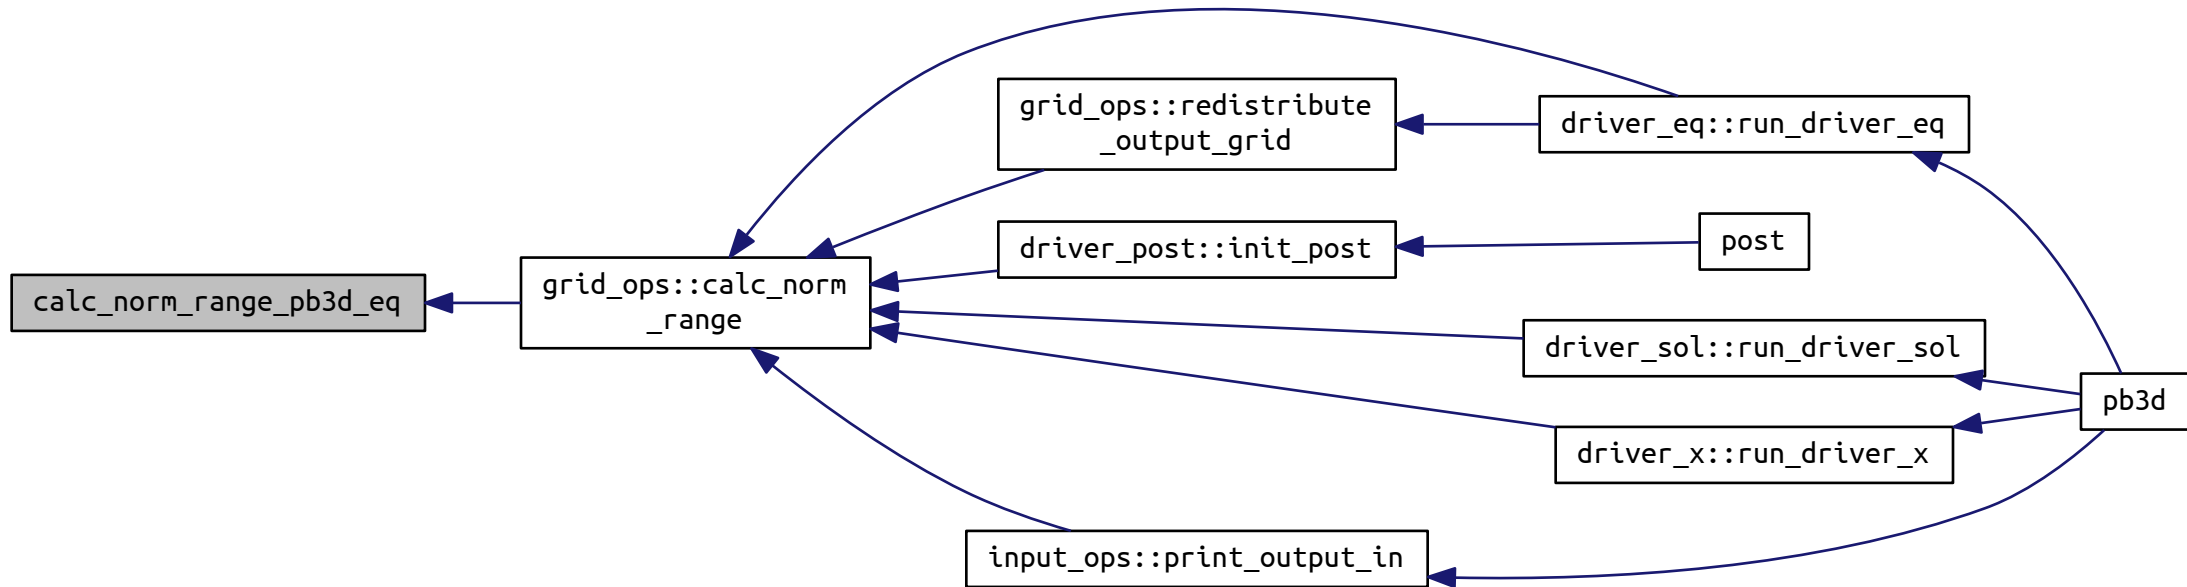 calc_norm_range_pb3d_eq
grid_ops::calc_norm
_range
grid_ops::redistribute
_output_grid
driver_eq::run_driver_eq
driver_post::init_post
post
driver_sol::run_driver_sol
driver_x::run_driver_x
pb3d
input_ops::print_output_in